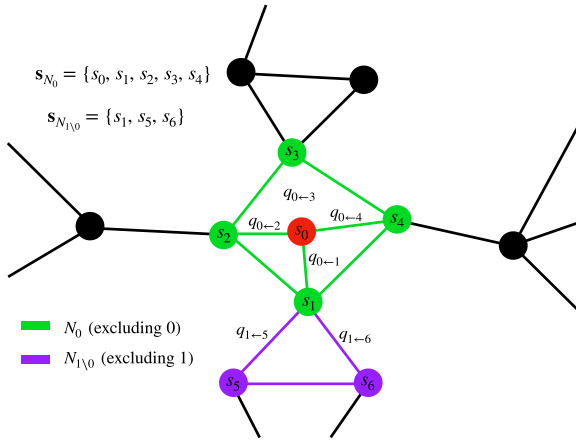 𝐬_{N_0} = {s_0, s_1, s_2, s_3, s_4}
𝐬_{N_{1\0}} = {s_1, s_5, s_6}
s_3
q_{0←3}
q_{0←2}
q_{0←4}
s_2
s_0
s_4
q_{0←1}
s_1
N_0 (excluding 0)
q_{1←5}
q_{1←6}
N_{1\0} (excluding 1)
s_5
s_6